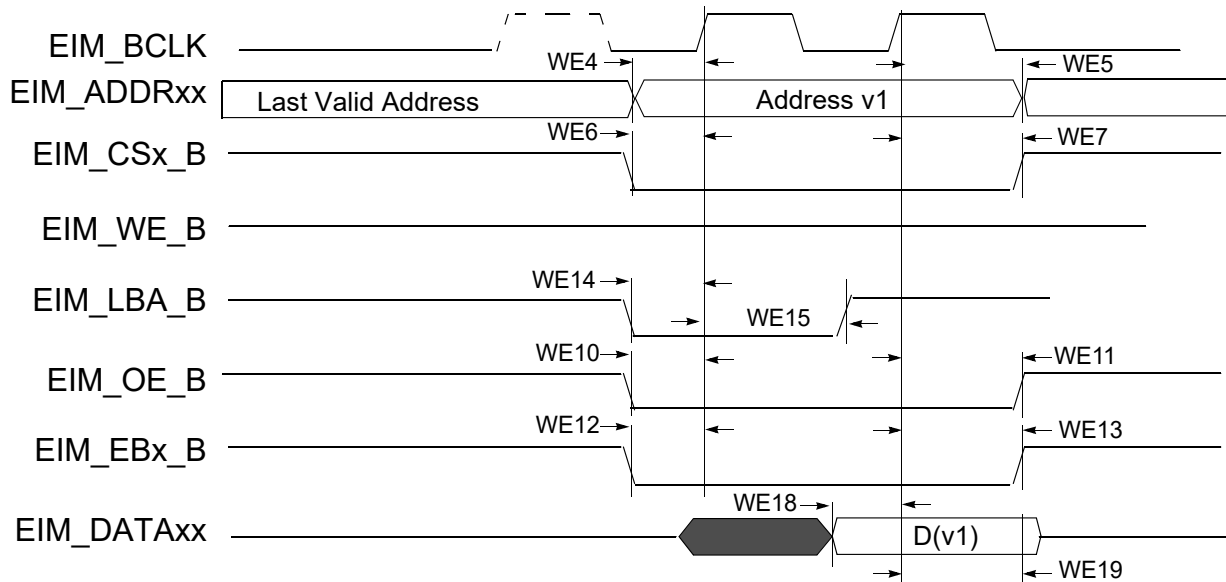 EIM_BCLK
WE4
WE5
EIM_ADDRxx
Last Valid Address
Address v1
WE6
WE7
EIM_CSx_B
EIM_WE_B
WE14
EIM_LBA_B
WE15
WE10
WE11
EIM_OE_B
WE12
WE13
EIM_EBx_B
WE18
EIM_DATAxx
D(v1)
WE19